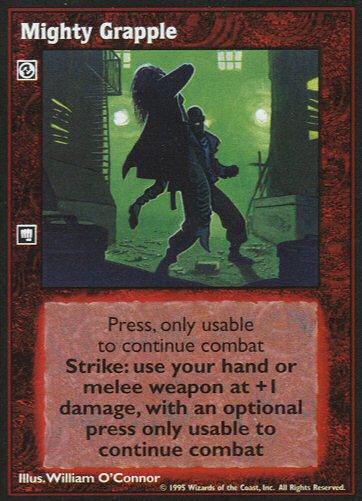 Mighty Grapple
Press, only usable
to continue combat
Strike: use your hand or
melee weapon at +1
damage, with an optional
press only usable to
continue combat
Illus. William O'Connor
© 1995 Wizards of the Coast, Inc. All Rights Reserved.